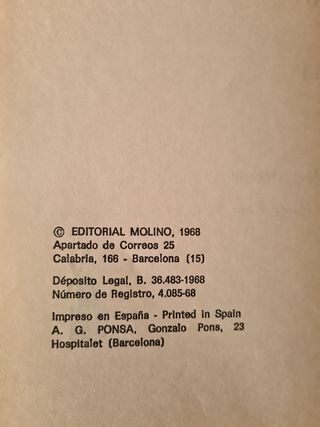 © EDITORIAL MOLINO, 1968
Apartado de Correos 25
Calabria, 166 - Barcelona (15)
Déposito Legal, B. 36.483-1968
Número de Registro, 4.085-68
Impreso en España - Printed in Spain
A. G. PONSA, Gonzalo Pons, 23
Hospitalet (Barcelona)